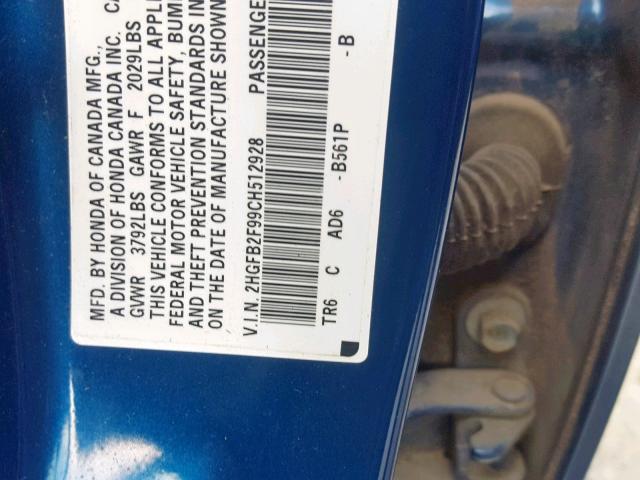 MFD. BY HONDA OF CANADA MFG.,
A DIVISION OF HONDA CANADA INC.
GVWR 3792LBS GAWR F 2029LBS
THIS VEHICLE CONFORMS TO ALL
FEDERAL MOTOR VEHICLE SAFETY,
AND THEFT PREVENTION STANDARDS IN
ON THE DATE OF MANUFACTURE SHOWN
V.I.N. 2HGFB2F99CH512928 PASSENGE
TR6 C AD6 -B561P -B